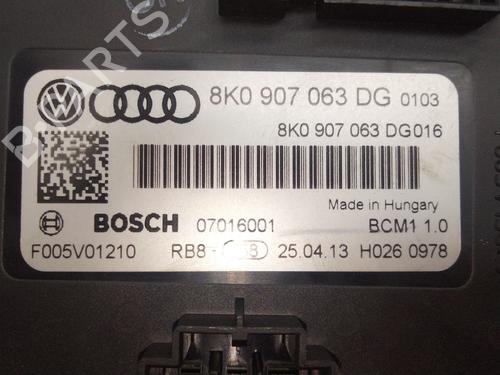 8K0 907 063 DG 0103
8K0 907 063 DG016
Made in Hungary
BOSCH 07016001 BCM1 1.0
F005V01210 RB8- 25.04.13 H026 0978
B-PARTS